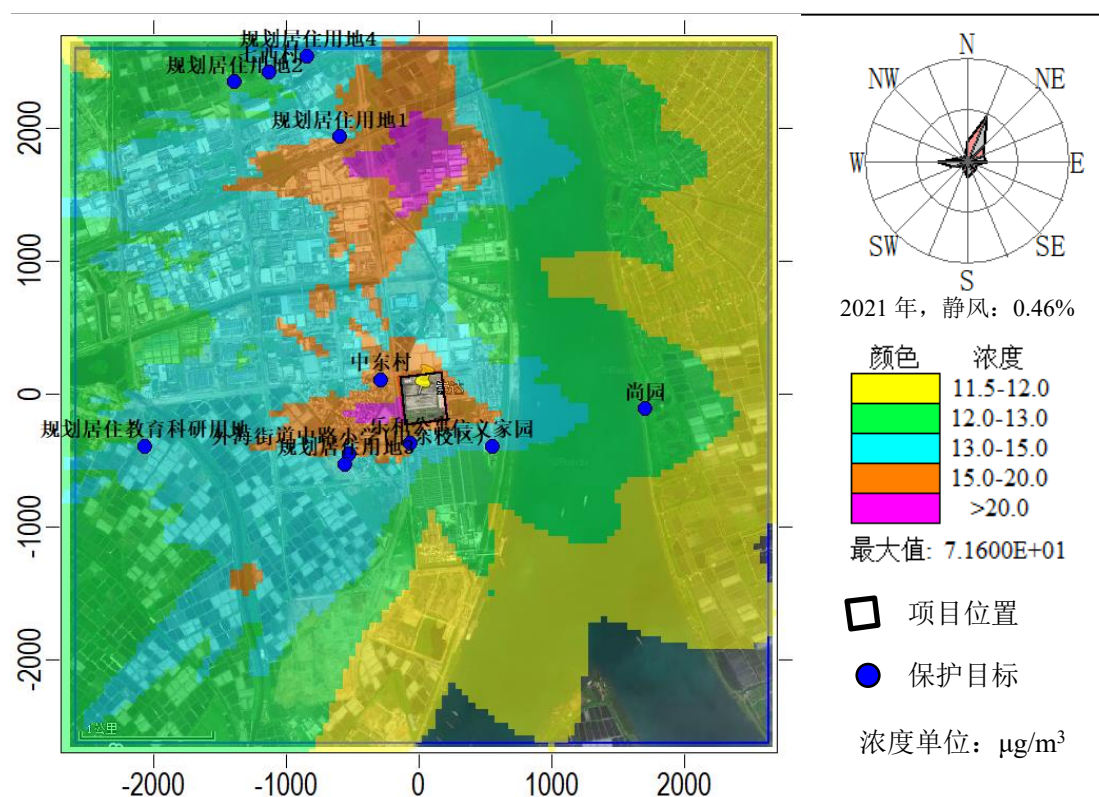 规划居住用地4
上西村
规划居住用地2
规划居住用地1
中东村
尚园
规划居住教育科研用地
外海街道中路小学
东校区
信义家园
规划居住用地3
2000
1000
0
-1000
-2000
-2000
-1000
0
1000
2000
1公里
N
NW
NE
W
E
SW
SE
S
2021 年，静风：0.46%
颜色 浓度
11.5-12.0
12.0-13.0
13.0-15.0
15.0-20.0
>20.0
最大值: 7.1600E+01
项目位置
保护目标
浓度单位：μg/m³